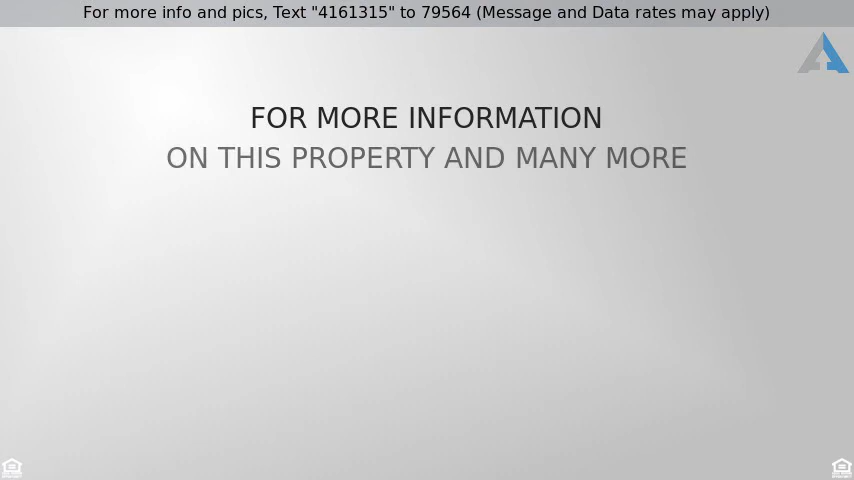 For more info and pics, Text "4161315" to 79564 (Message and Data rates may apply)
FOR MORE INFORMATION
ON THIS PROPERTY AND MANY MORE